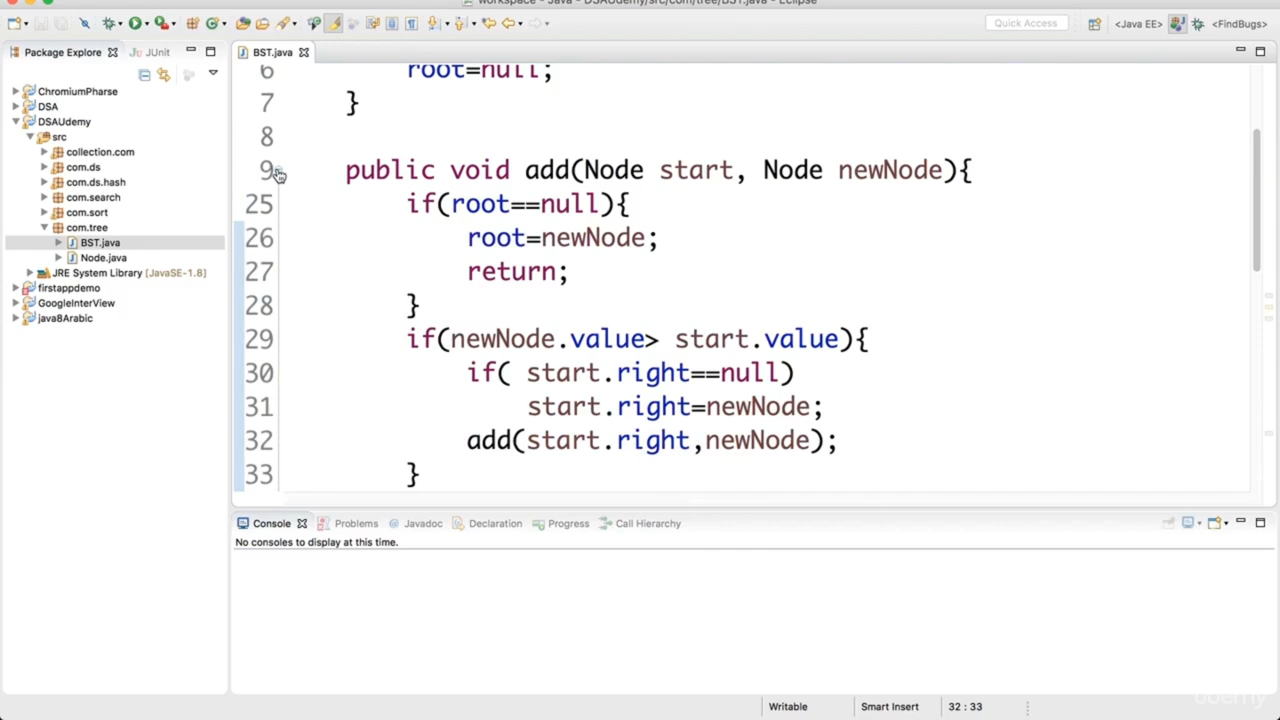 workspace - Java - DSAUdemy/src/com/tree/BST.java - Eclipse
Quick Access
<Java EE>
<FindBugs>
Package Explorer
JUnit
BST.java
ChromiumPharse
DSA
DSAUdemy
src
collection.com
com.ds
com.ds.hash
com.search
com.sort
com.tree
BST.java
Node.java
JRE System Library [JavaSE-1.8]
firstappdemo
GoogleInterView
java8Arabic
6 root=null;
7 }
8
9 public void add(Node start, Node newNode){
25 if(root==null){
26 root=newNode;
27 return;
28 }
29 if(newNode.value> start.value){
30 if( start.right==null)
31 start.right=newNode;
32 add(start.right,newNode);
33 }
Console
Problems
@ Javadoc
Declaration
Progress
Call Hierarchy
No consoles to display at this time.
Writable
Smart Insert
32 : 33
udemy